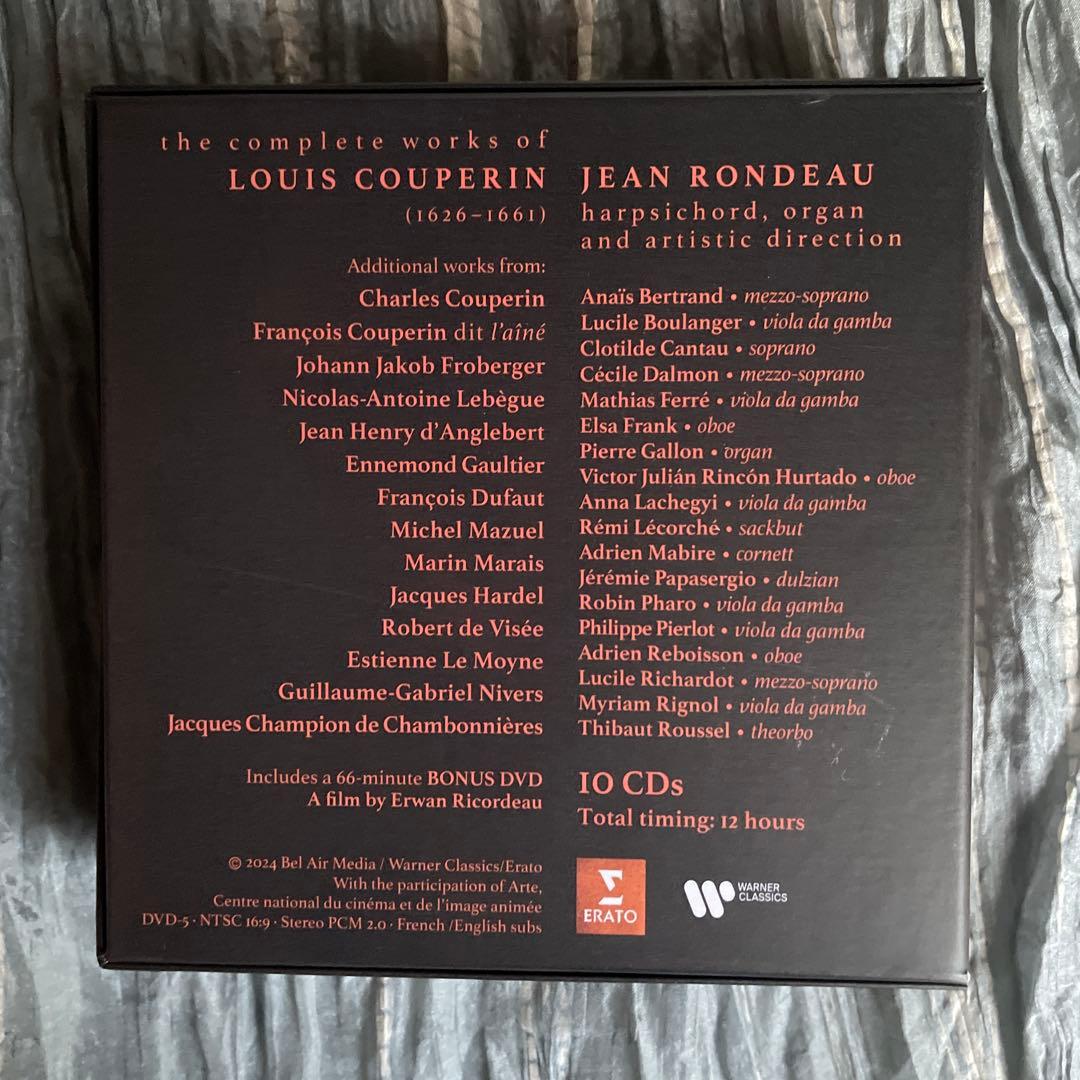 the complete works of
LOUIS COUPERIN
(1626–1661)
Additional works from:
Charles Couperin
François Couperin dit l'aîné
Johann Jakob Froberger
Nicolas-Antoine Lebègue
Jean Henry d'Anglebert
Ennemond Gaultier
François Dufaut
Michel Mazuel
Marin Marais
Jacques Hardel
Robert de Visée
Estienne Le Moyne
Guillaume-Gabriel Nivers
Jacques Champion de Chambonnières
Includes a 66-minute BONUS DVD
A film by Erwan Ricordeau
© 2024 Bel Air Media / Warner Classics/Erato
With the participation of Arte,
Centre national du cinéma et de l'image animée
DVD-5 · NTSC 16:9 · Stereo PCM 2.0 · French /English subs
JEAN RONDEAU
harpsichord, organ
and artistic direction
Anaïs Bertrand • mezzo-soprano
Lucile Boulanger • viola da gamba
Clotilde Cantau • soprano
Cécile Dalmon • mezzo-soprano
Mathias Ferré • viola da gamba
Elsa Frank • oboe
Pierre Gallon • organ
Victor Julián Rincón Hurtado • oboe
Anna Lachegyi • viola da gamba
Rémi Lécorché • sackbut
Adrien Mabire • cornett
Jérémie Papasergio • dulzian
Robin Pharo • viola da gamba
Philippe Pierlot • viola da gamba
Adrien Reboisson • oboe
Lucile Richardot • mezzo-soprano
Myriam Rignol • viola da gamba
Thibaut Roussel • theorbo
10 CDs
Total timing: 12 hours
ERATO
WARNER
CLASSICS